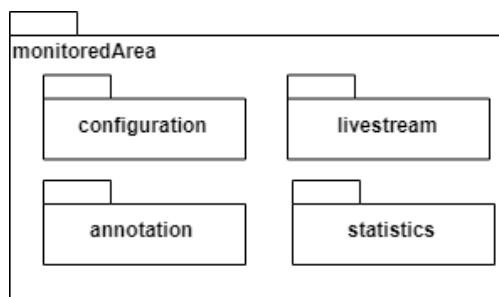 monitoredArea
configuration
livestream
annotation
statistics